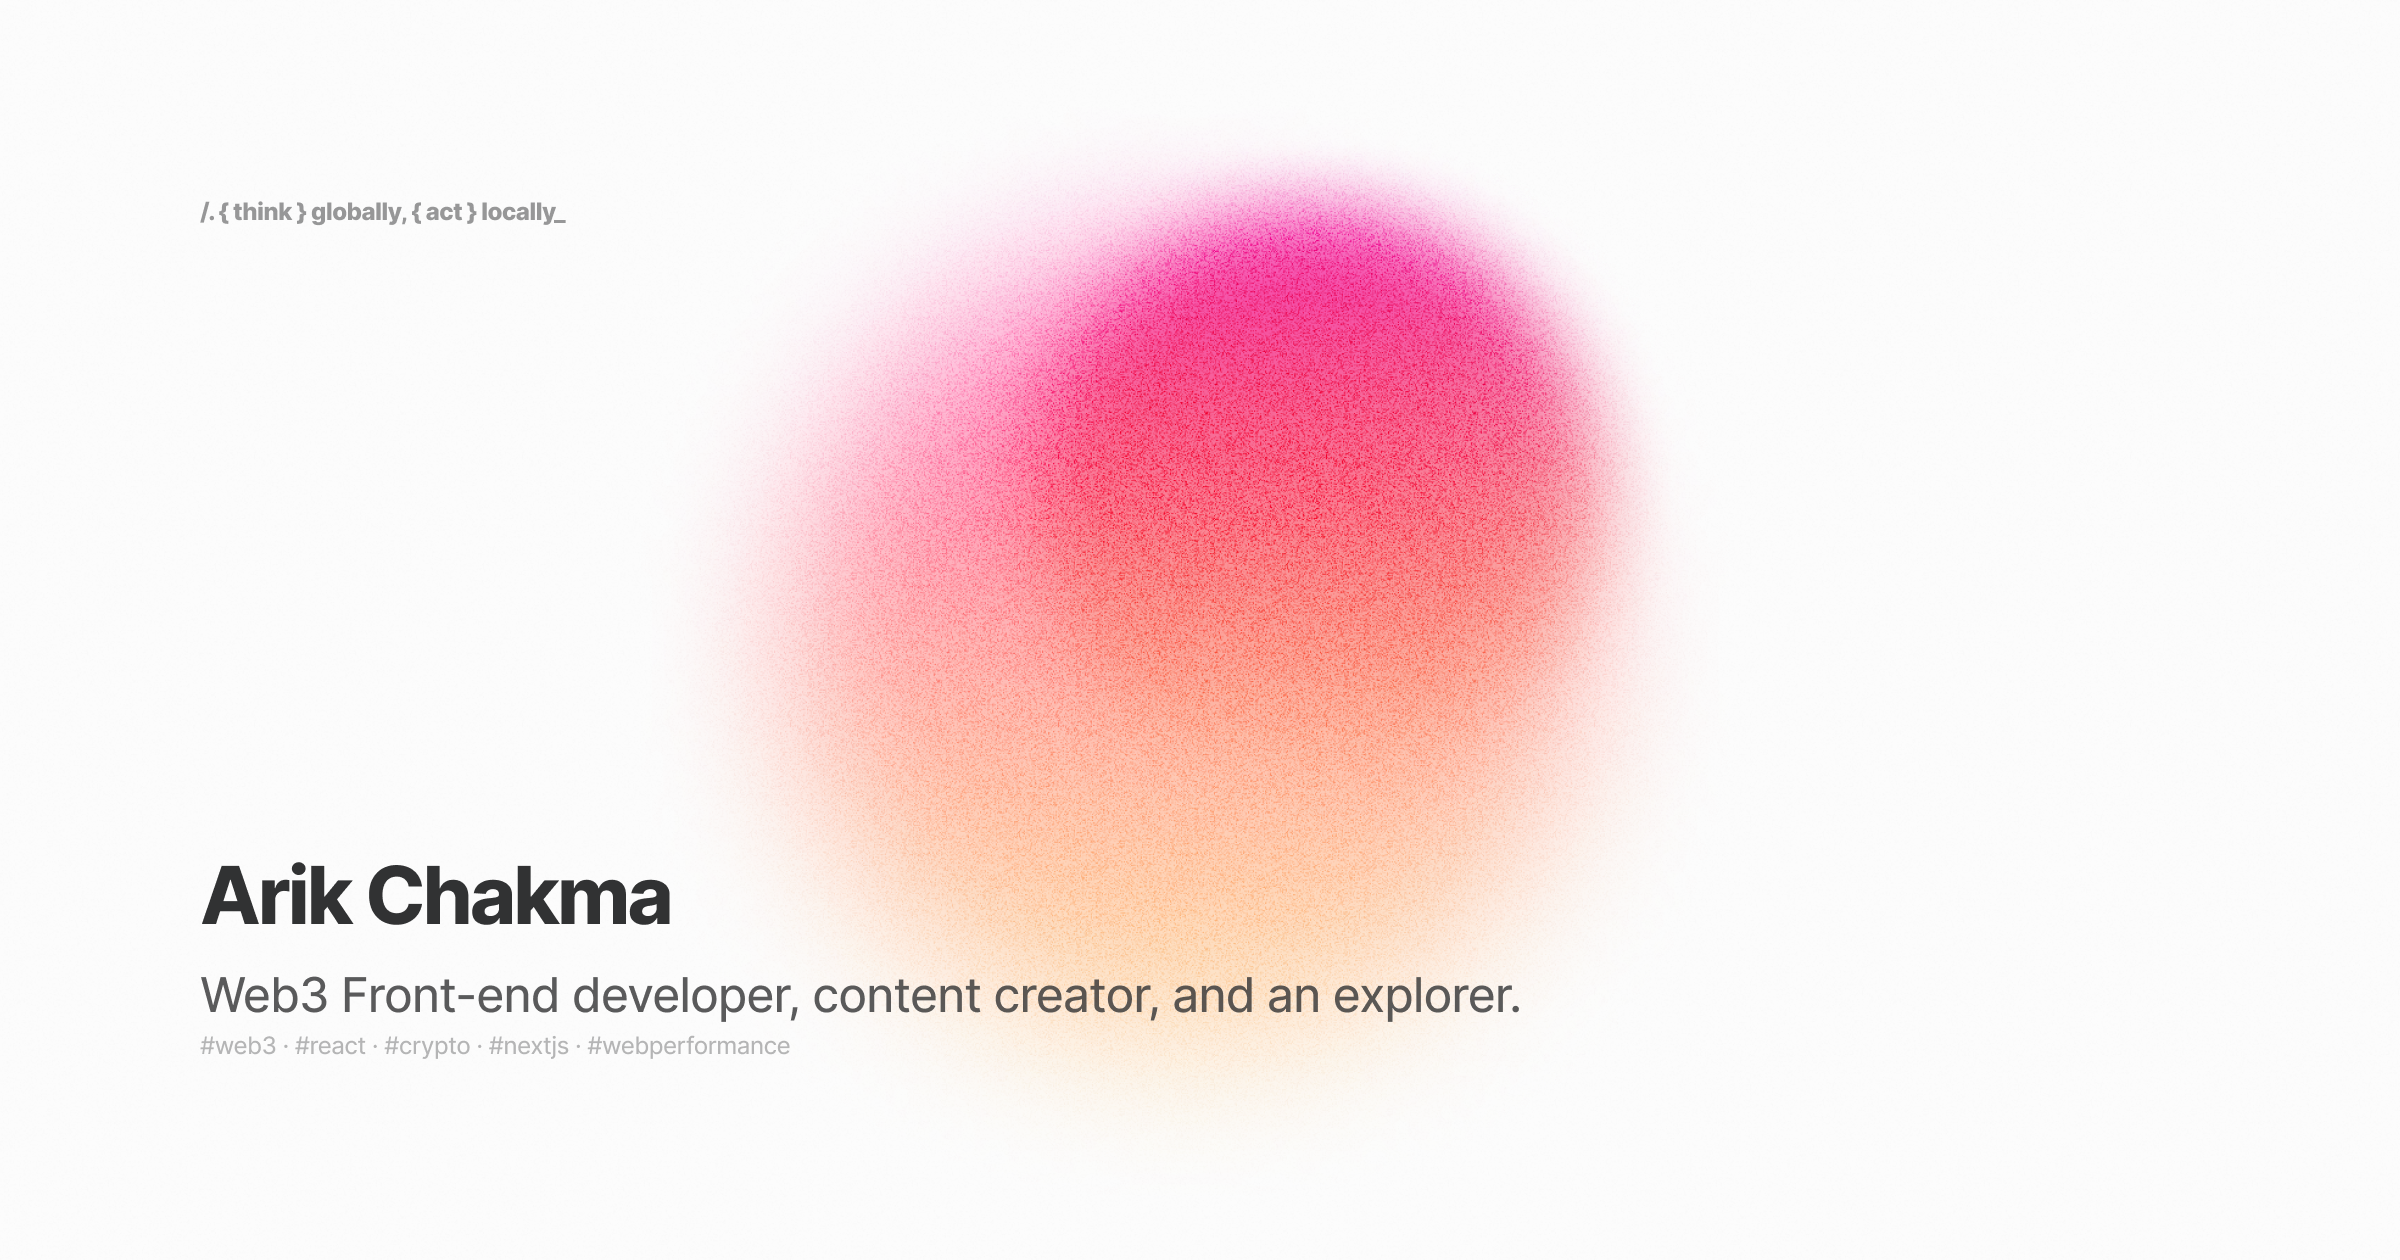 /. { think } globally, { act } locally_
Arik Chakma
Web3 Front-end developer, content creator, and an explorer.
#web3 · #react · #crypto · #nextjs · #webperformance